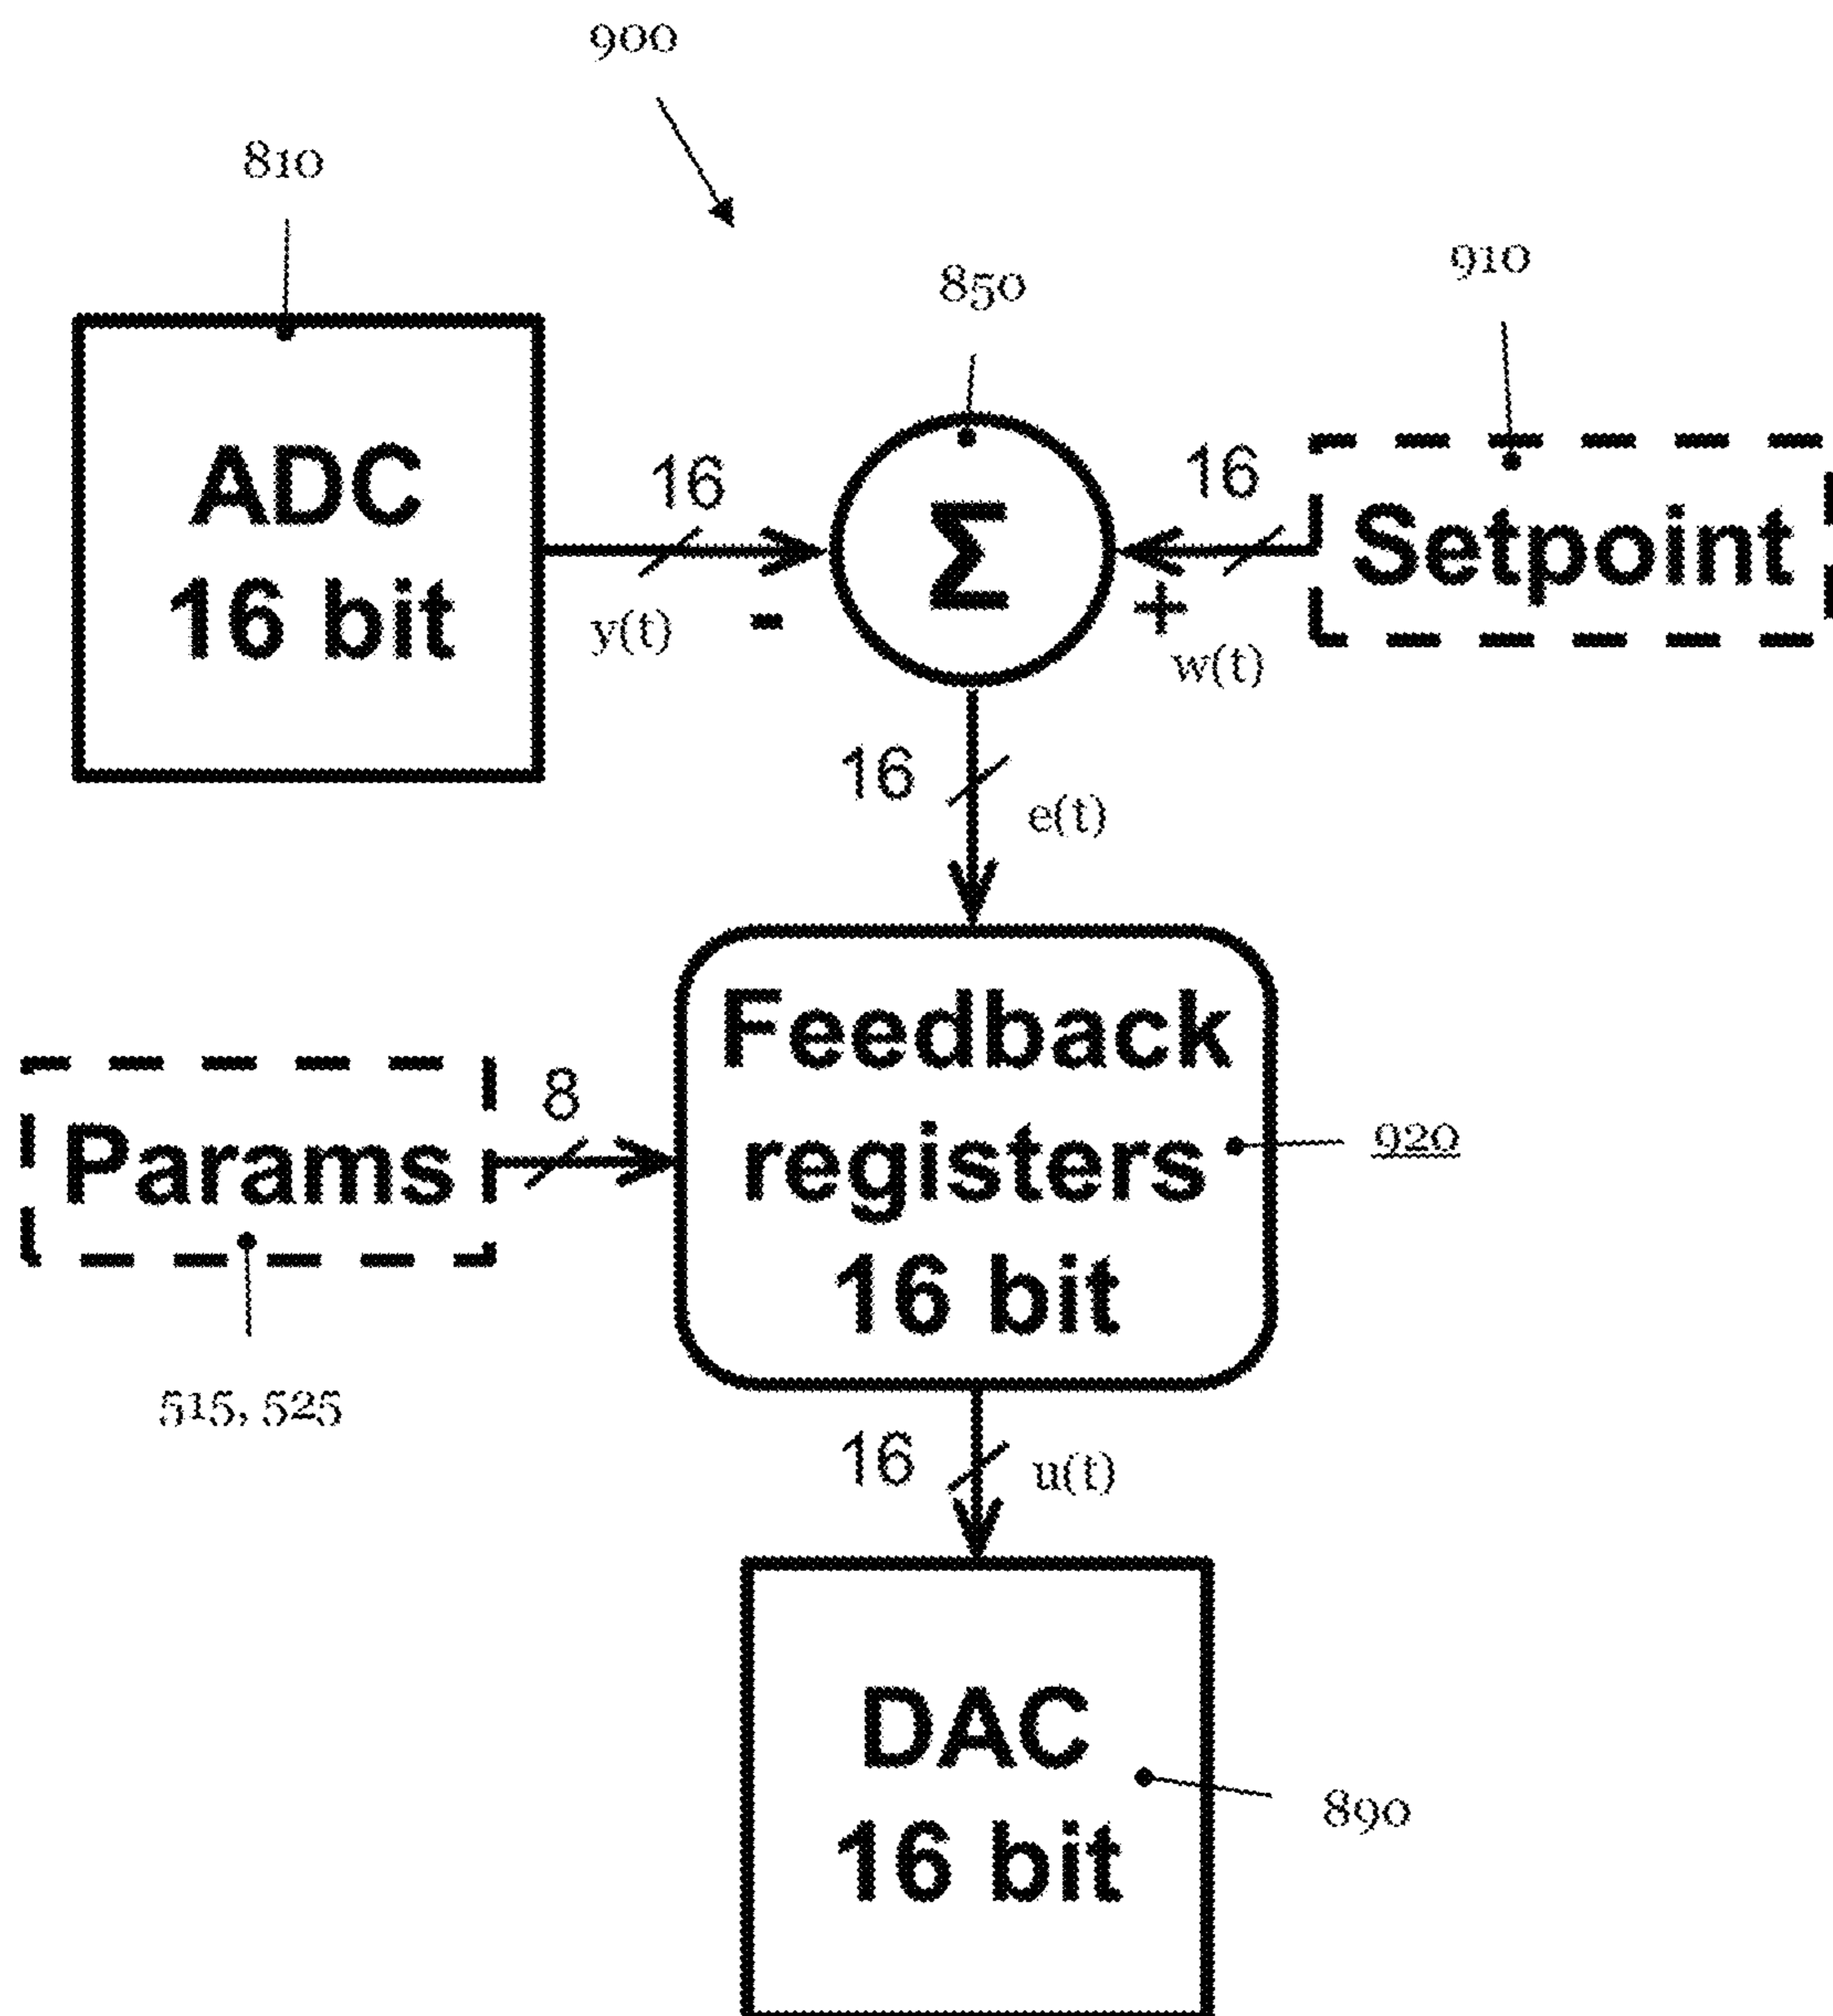 900
810
850
910
ADC
16 bit
16
y(t)
-
Σ
16
+
w(t)
Setpoint
16
e(t)
Feedback
registers
16 bit
920
Params
8
515, 525
16
u(t)
DAC
16 bit
890